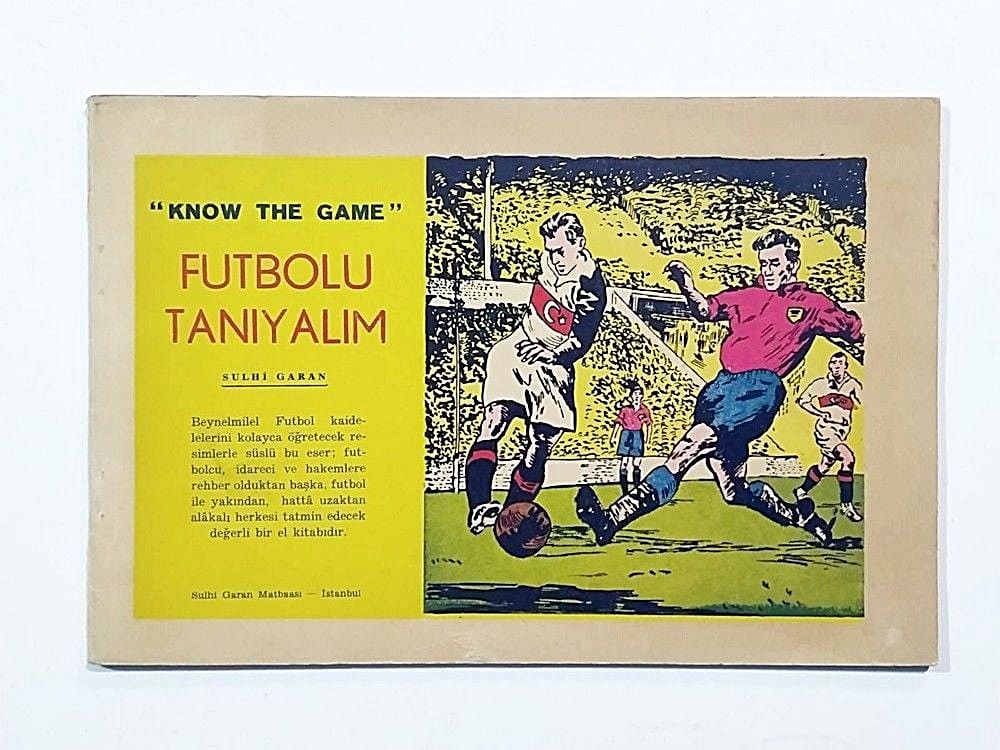 "KNOW THE GAME"
FUTBOLU
TANIYALIM
SULHİ GARAN
Beynelmilel Futbol kaide-
lelerini kolayca öğretecek re-
simlerle süslü bu eser; fut-
bolcu, idareci ve hakemlere
rehber olduktan başka, futbol
ile yakından, hattâ uzaktan
alâkalı herkesi tatmin edecek
değerli bir el kitabıdır.
Sulhi Garan Matbaası — İstanbul